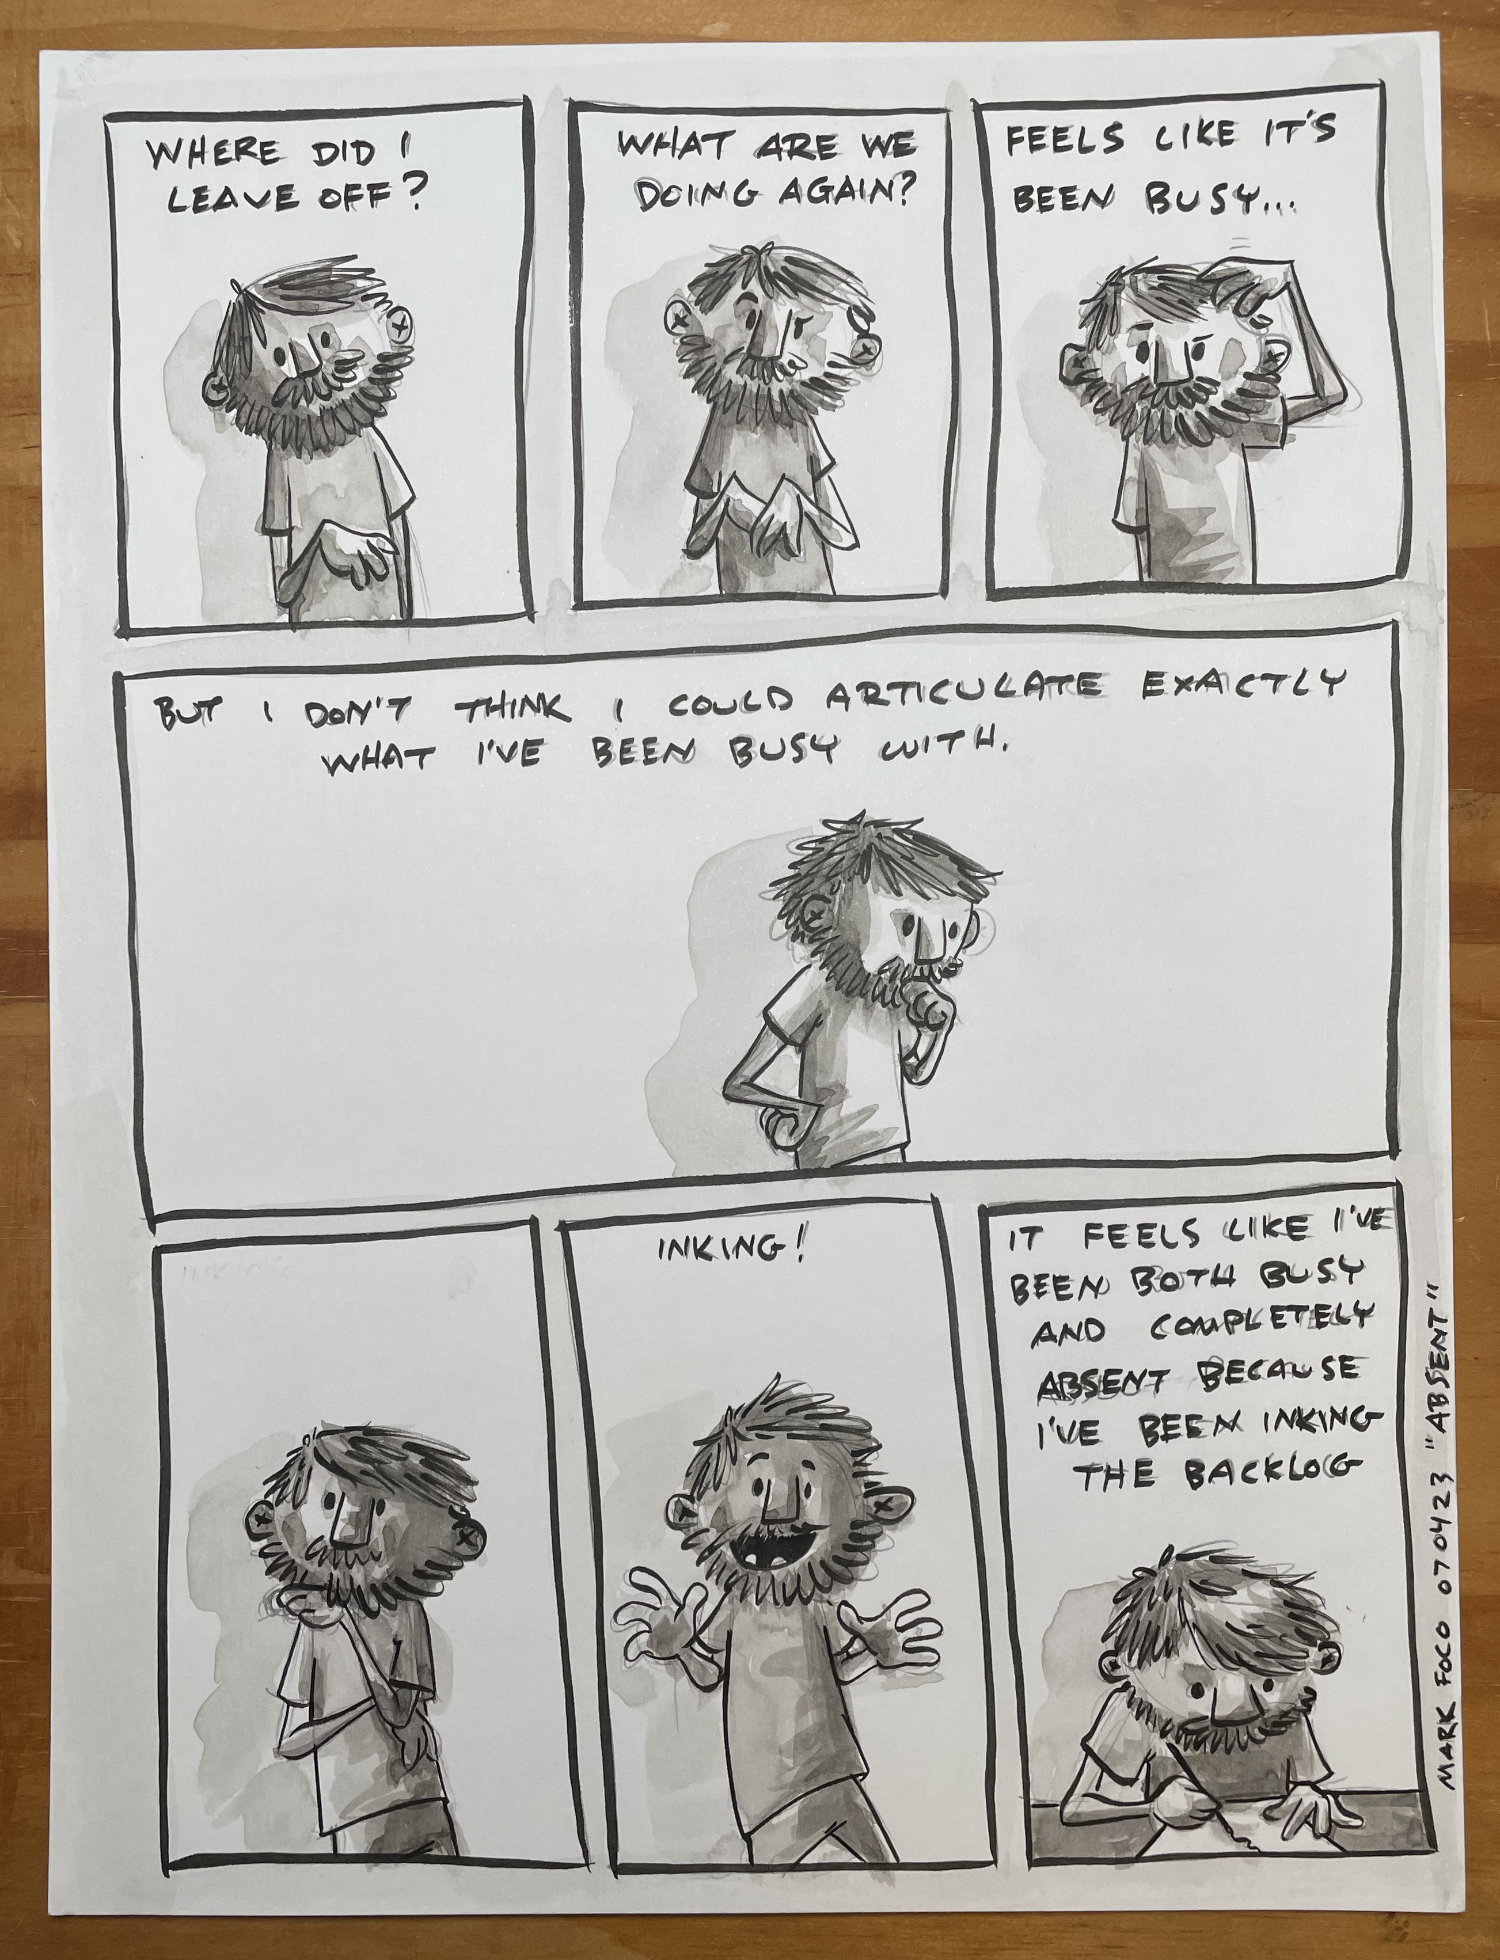 WHERE DID I
LEAVE OFF?
WHAT ARE WE
DOING AGAIN?
FEELS LIKE IT'S
BEEN BUSY...
BUT I DON'T THINK I COULD ARTICULATE EXACTLY
WHAT I'VE BEEN BUSY WITH.
INKING
INKING!
IT FEELS LIKE I'VE
BEEN BOTH BUSY
AND COMPLETELY
ABSENT BECAUSE
I'VE BEEN INKING
THE BACKLOG
MARK FOCO 070423 "ABSENT"